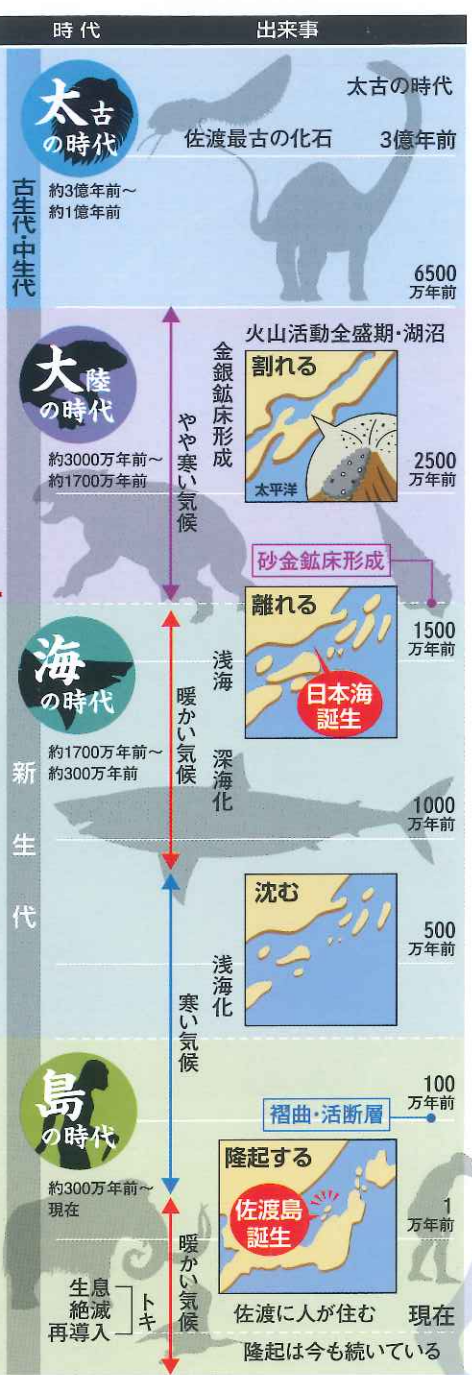 時代
出来事
太古
の時代
古生代・中生代
約3億年前～
約1億年前
太古の時代
佐渡最古の化石
3億年前
6500
万年前
大陸
の時代
約3000万年前～
約1700万年前
やや寒い気候
金銀鉱床形成
火山活動全盛期・湖沼
割れる
太平洋
2500
万年前
砂金鉱床形成
新生代
海
の時代
約1700万年前～
約300万年前
暖かい気候
浅海
深海化
離れる
日本海
誕生
1500
万年前
1000
万年前
沈む
500
万年前
寒い気候
浅海化
島
の時代
約300万年前～
現在
100
万年前
褶曲・活断層
隆起する
佐渡島
誕生
1
万年前
暖かい気候
生息
絶滅
再導入
トキ
佐渡に人が住む
現在
隆起は今も続いている